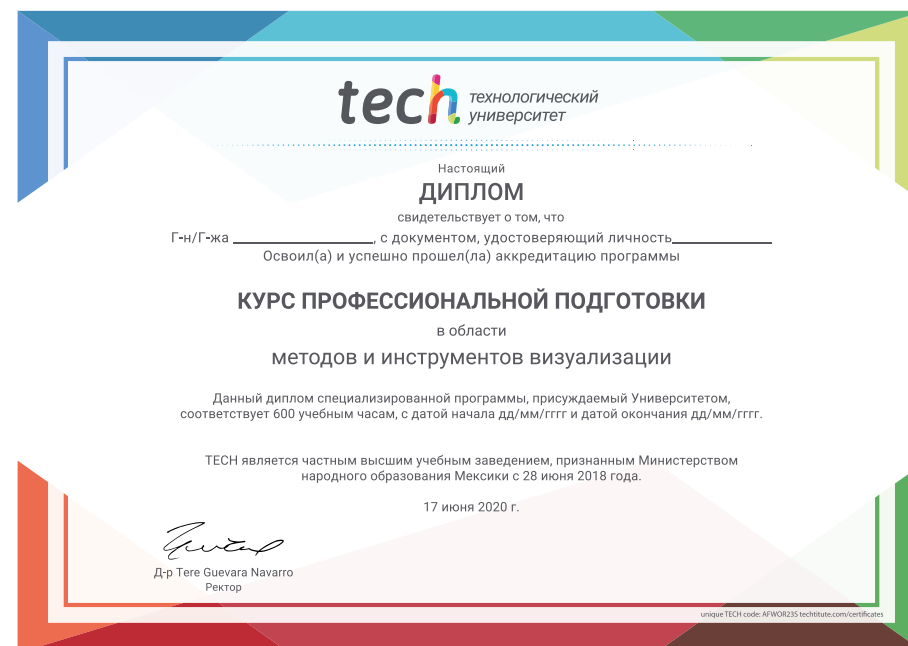 tech технологический
университет
Настоящий
ДИПЛОМ
свидетельствует о том, что
Г-н/Г-жа ____________________, с документом, удостоверяющий личность______________
Освоил(а) и успешно прошел(ла) аккредитацию программы
КУРС ПРОФЕССИОНАЛЬНОЙ ПОДГОТОВКИ
в области
методов и инструментов визуализации
Данный диплом специализированной программы, присуждаемый Университетом,
соответствует 600 учебным часам, с датой начала дд/мм/гггг и датой окончания дд/мм/гггг.
TECH является частным высшим учебным заведением, признанным Министерством
народного образования Мексики с 28 июня 2018 года.
17 июня 2020 г.
Д-р Tere Guevara Navarro
Ректор
unique TECH code: AFWOR23S techtitute.com/certificates